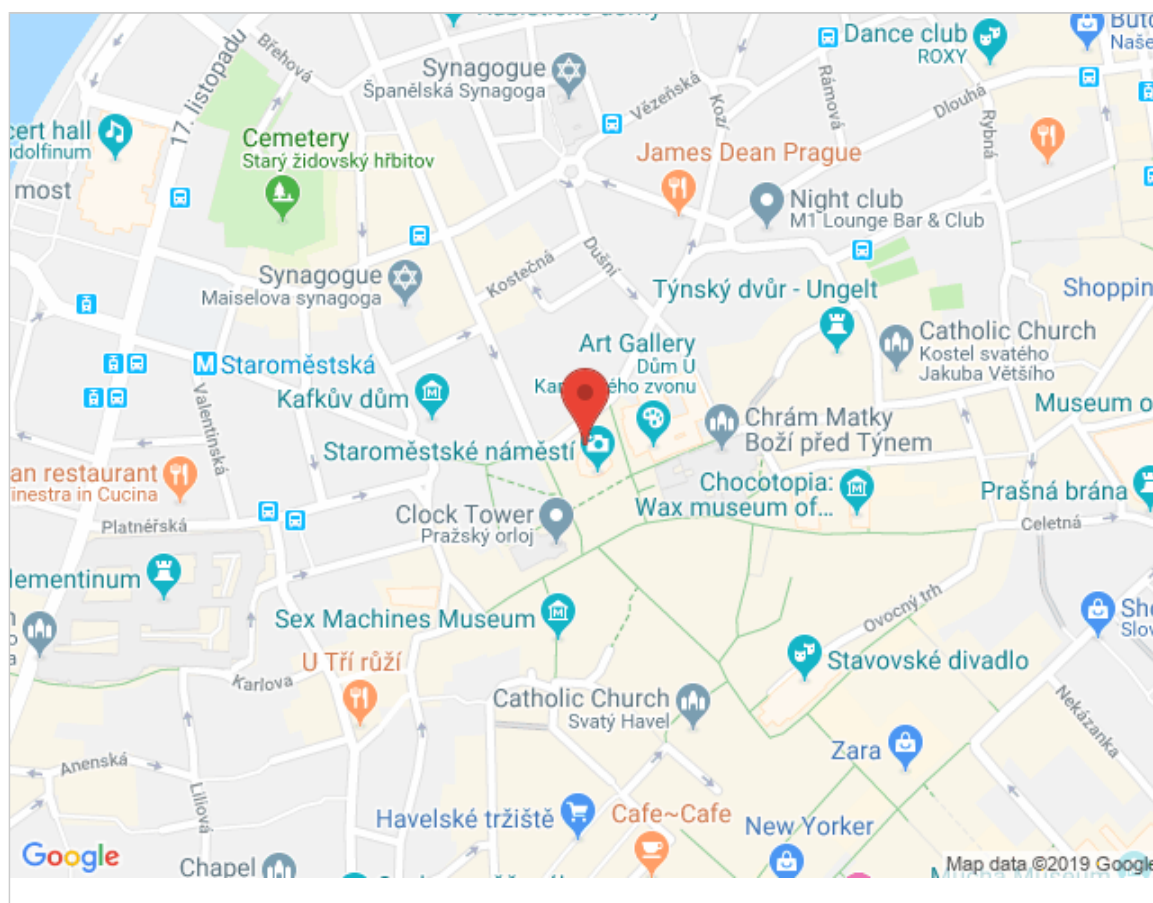 Břehová
17. listopadu
Synagogue
Španělská Synagoga
Vězeňská
Kozí
Rámová
Dance club
ROXY
Dlouhá
Rybná
Naše
cert hall
udolfinum
most
Cemetery
Starý židovský hřbitov
James Dean Prague
Night club
M1 Lounge Bar & Club
Dušní
Kostečná
Synagogue
Maiselova synagoga
Týnský dvůr - Ungelt
Shoppin
Catholic Church
Kostel svatého
Jakuba Většího
Art Gallery
Dům U
M Staroměstská
Valentinská
Kafkův dům
Staroměstské náměstí
Chrám Matky
Boží před Týnem
Museum o
an restaurant
Finestra in Cucina
Platnéřská
Clock Tower
Pražský orloj
Chocotopia:
Wax museum of...
Prašná brána
Celetná
lementinum
Sex Machines Museum
Ovocný trh
Stavovské divadlo
She
Slov
U Tří růží
Karlova
Catholic Church
Svatý Havel
Nekázanka
Zara
Anenská
Liliová
Havelské tržiště
Cafe~Cafe
New Yorker
Chapel
Google
Map data ©2019 Google